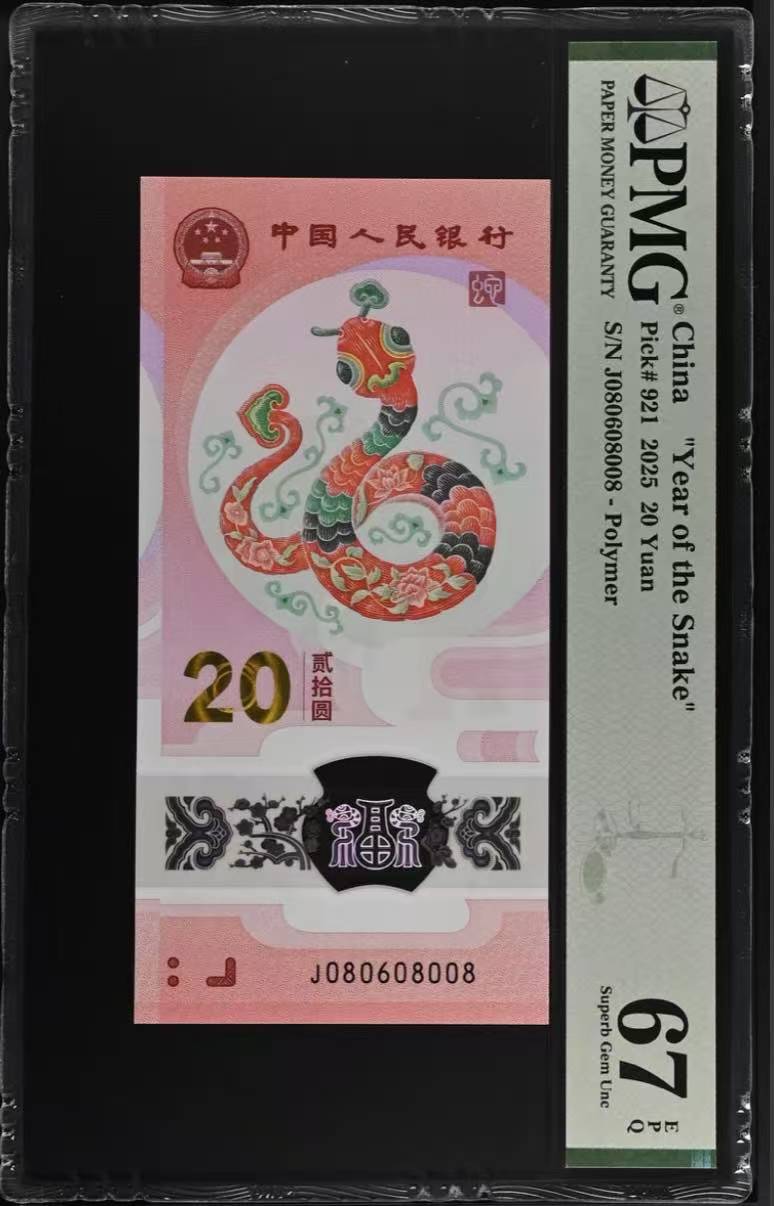 中国人民银行
蛇
20
贰拾圆
福
J080608008
PMG®
PAPER MONEY GUARANTY
China "Year of the Snake"
Pick# 921 2025 20 Yuan
S/N J080608008 - Polymer
67
EPQ
Superb Gem Unc